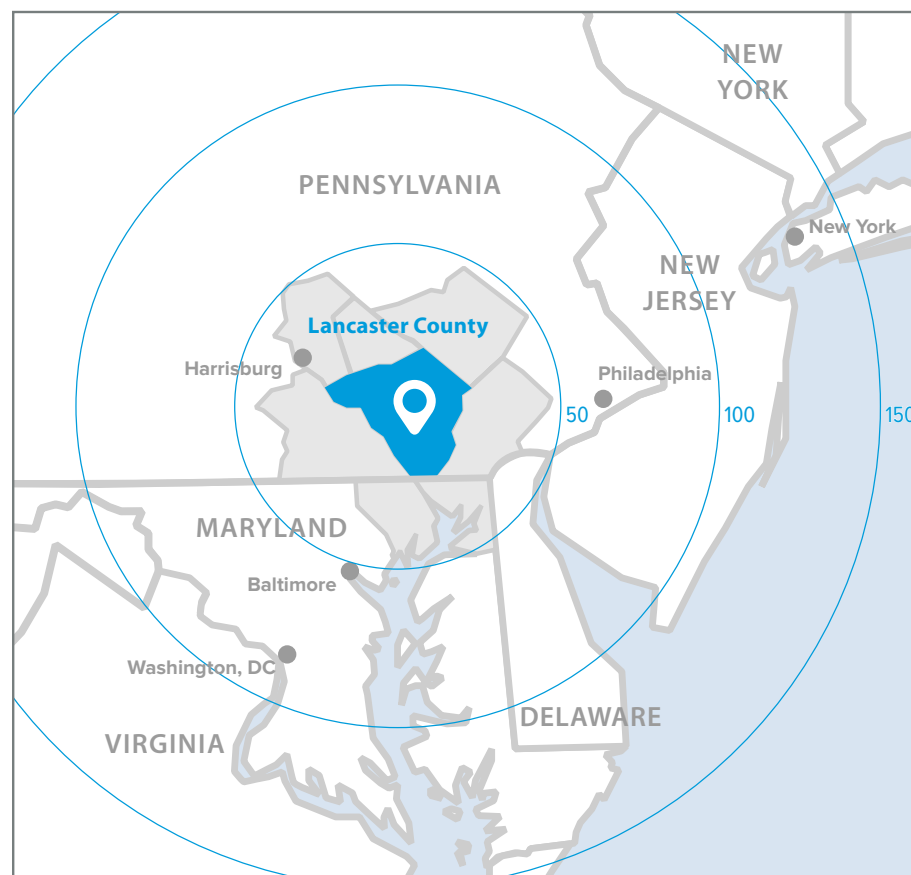 NEW
YORK
PENNSYLVANIA
New York
NEW
JERSEY
Lancaster County
Harrisburg
Philadelphia
50
100
150
MARYLAND
Baltimore
Washington, DC
DELAWARE
VIRGINIA